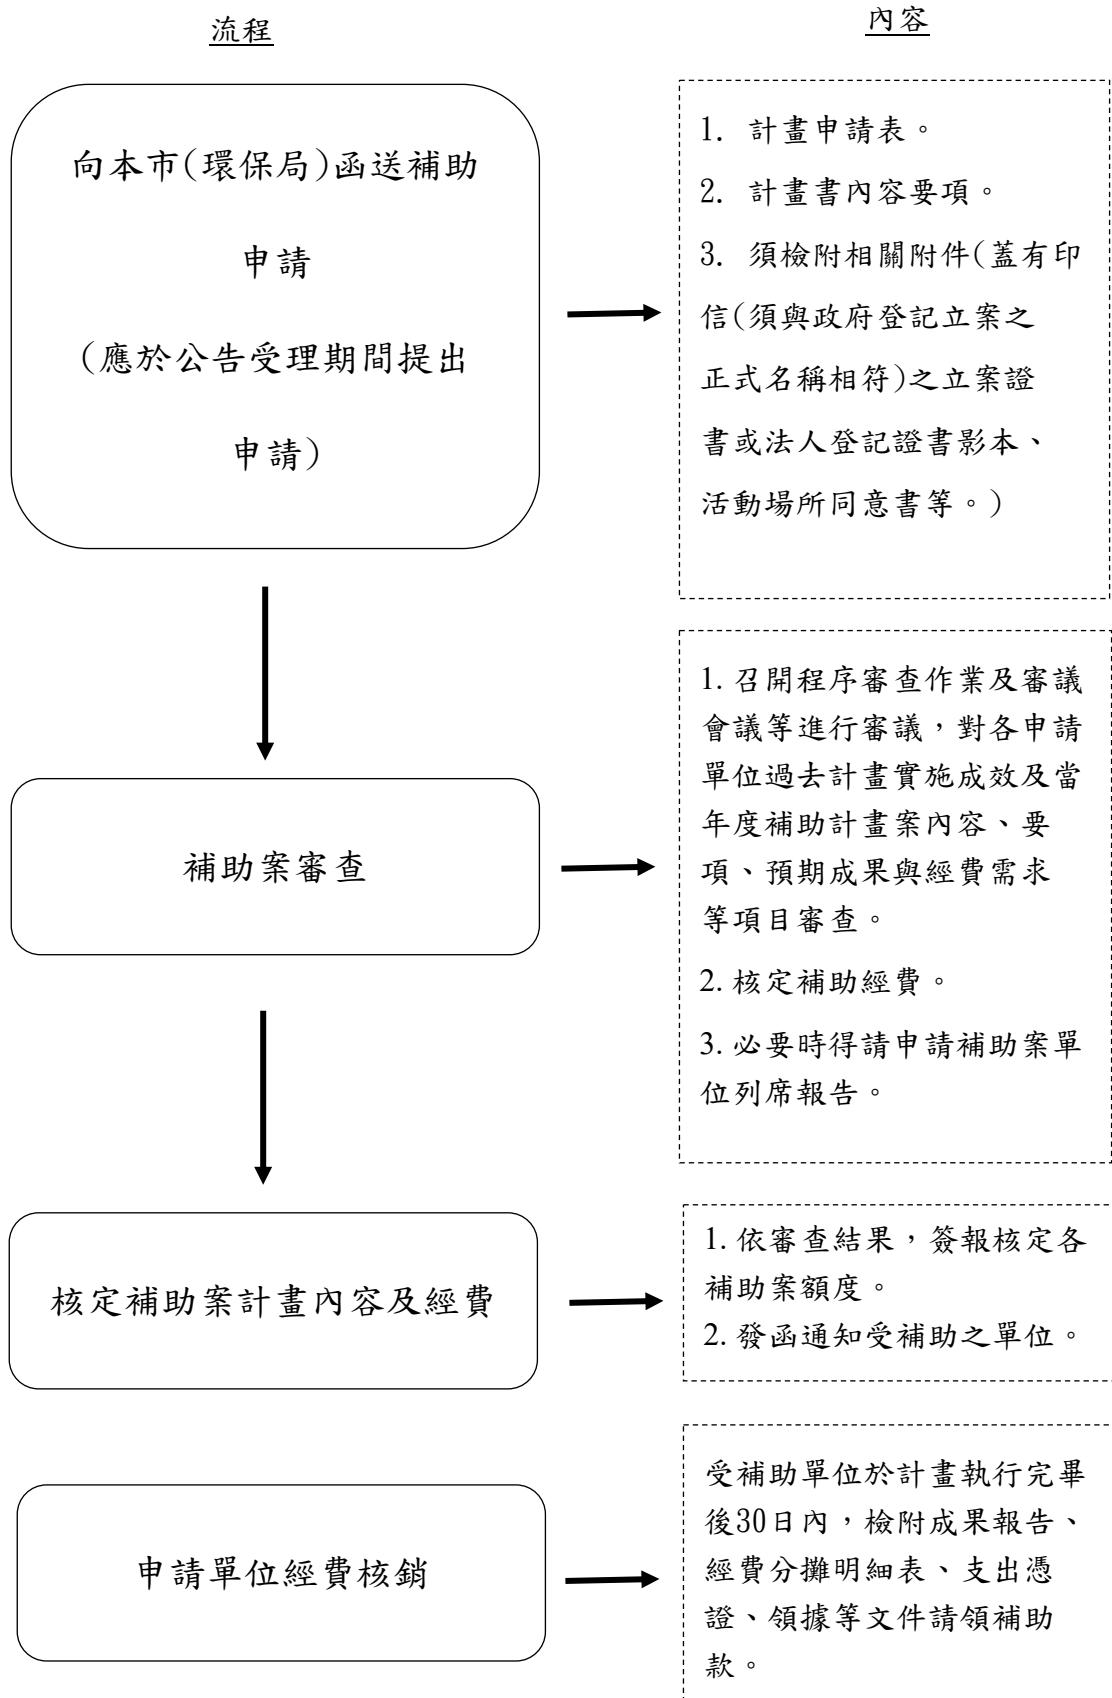 流程
內容
向本市(環保局)函送補助
申請
(應於公告受理期間提出
申請)
1. 計畫申請表。
2. 計畫書內容要項。
3. 須檢附相關附件(蓋有印
信(須與政府登記立案之
正式名稱相符)之立案證
書或法人登記證書影本、
活動場所同意書等。)
補助案審查
1.召開程序審查作業及審議
會議等進行審議，對各申請
單位過去計畫實施成效及當
年度補助計畫案內容、要
項、預期成果與經費需求
等項目審查。
2.核定補助經費。
3.必要時得請申請補助案單
位列席報告。
核定補助案計畫內容及經費
1.依審查結果，簽報核定各
補助案額度。
2.發函通知受補助之單位。
申請單位經費核銷
受補助單位於計畫執行完畢
後30日內，檢附成果報告、
經費分攤明細表、支出憑
證、領據等文件請領補助
款。